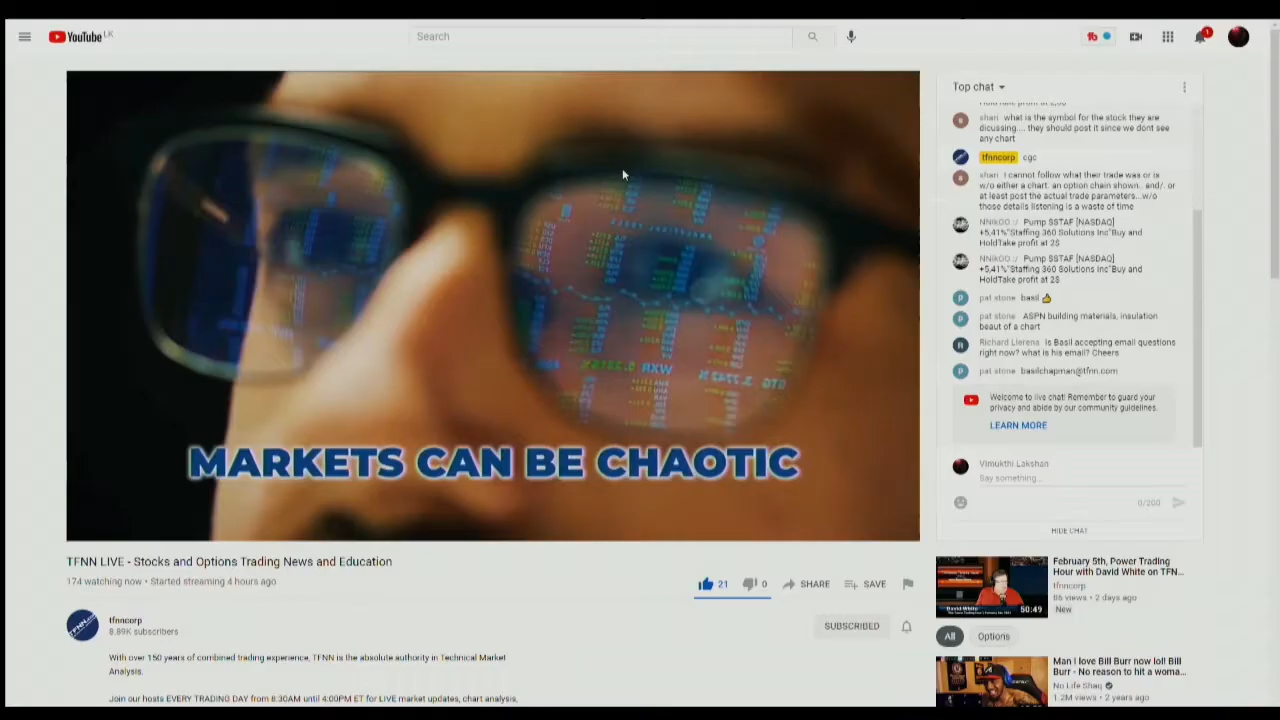 YouTube LK
Search
1
Top chat
shari what is the symbol for the stock they are
dicussing.... they should post it since we dont see
any chart
tfnncorp cgc
shari I cannot follow what their trade was or is
w/o either a chart. an option chain shown.. and/. or
at least post the actual trade parameters...w/o
those details listening is a waste of time
NNikOO :/ Pump $STAF [NASDAQ]
+5,41%"Staffing 360 Solutions Inc"Buy and
HoldTake profit at 2$
NNikOO :/ Pump $STAF [NASDAQ]
+5,41%"Staffing 360 Solutions Inc"Buy and
HoldTake profit at 2$
pat stone basil 👍
pat stone ASPN building materials, insulation
beaut of a chart
Richard Llerena Is Basil accepting email questions
right now? what is his email? Cheers
pat stone basilchapman@tfnn.com
Welcome to live chat! Remember to guard your
privacy and abide by our community guidelines.
LEARN MORE
Vimukthi Lakshan
Say something...
0/200
HIDE CHAT
MARKETS CAN BE CHAOTIC
TFNN LIVE - Stocks and Options Trading News and Education
174 watching now • Started streaming 4 hours ago
21 0 SHARE SAVE
tfnncorp
8.89K subscribers
SUBSCRIBED
With over 150 years of combined trading experience, TFNN is the absolute authority in Technical Market
Analysis.
Join our hosts EVERY TRADING DAY from 8:30AM until 4:00PM ET for LIVE market updates, chart analysis,
February 5th, Power Trading
Hour with David White on TFN...
tfnncorp
86 views • 2 days ago
New
David White
50:49
All Options
Man I love Bill Burr now lol! Bill
Burr - No reason to hit a woma...
No Life Shaq
1.2M views • 2 years ago